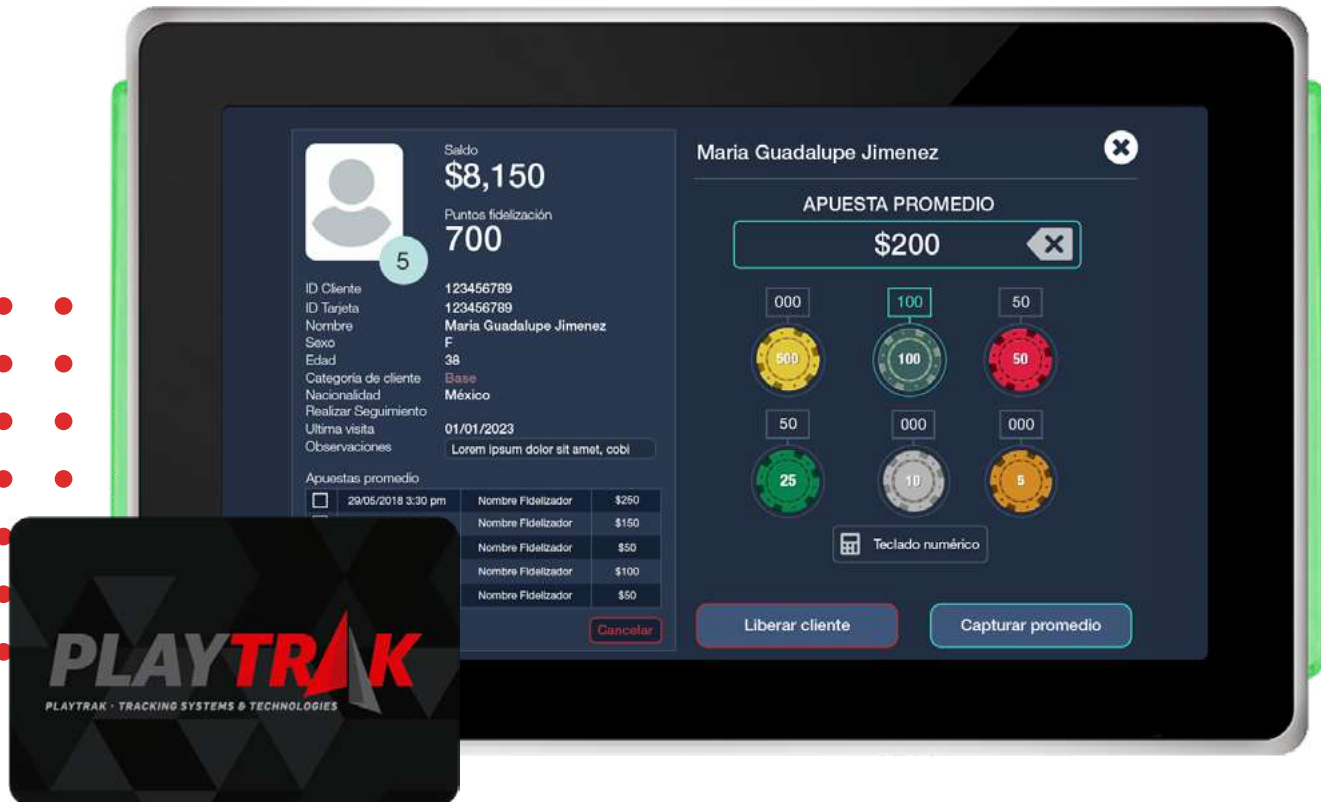 Saldo
$8,150
Puntos fidelización
700
5
ID Cliente 123456789
ID Tarjeta 123456789
Nombre Maria Guadalupe Jimenez
Sexo F
Edad 38
Categoría de cliente Base
Nacionalidad México
Realizar Seguimiento
Ultima visita 01/01/2023
Observaciones Lorem ipsum dolor sit amet, cobi
Apuestas promedio
29/05/2018 3:30 pm Nombre Fidelizador $250
Nombre Fidelizador $150
Nombre Fidelizador $50
Nombre Fidelizador $100
Nombre Fidelizador $50
Cancelar
Maria Guadalupe Jimenez
APUESTA PROMEDIO
$200
000 100 50
500 100 50
50 000 000
25 10 5
Teclado numérico
Liberar cliente Capturar promedio
PLAYTRAK
PLAYTRAK · TRACKING SYSTEMS & TECHNOLOGIES